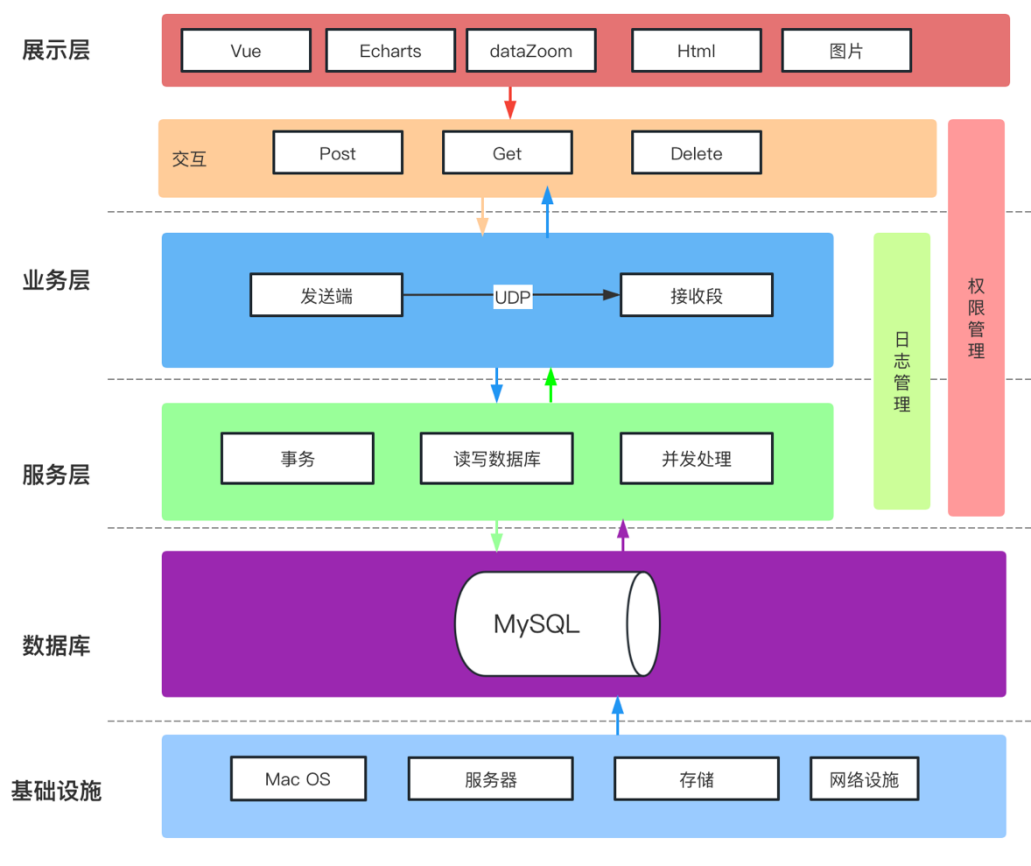 展示层
Vue
Echarts
dataZoom
Html
图片
交互
Post
Get
Delete
业务层
发送端
UDP
接收段
权限管理
日志管理
服务层
事务
读写数据库
并发处理
数据库
MySQL
基础设施
Mac OS
服务器
存储
网络设施